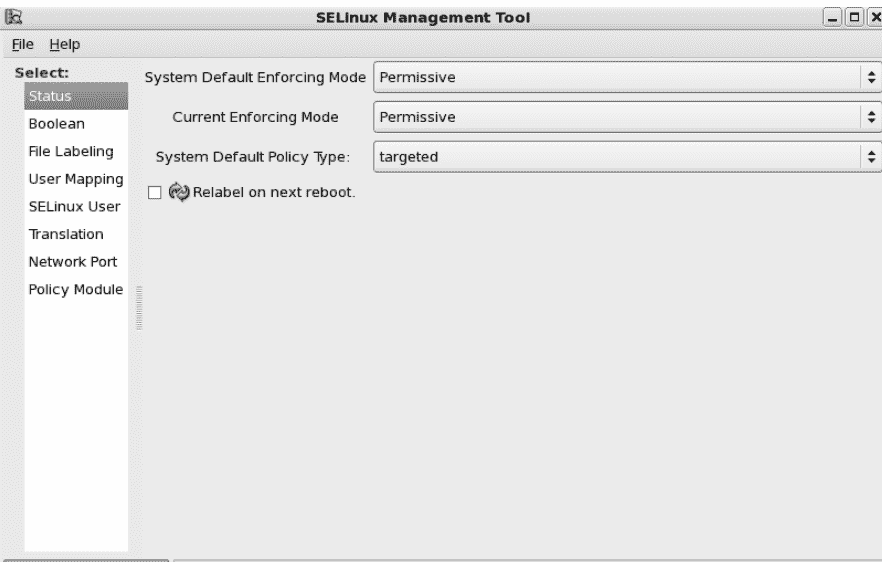 SELinux Management Tool
File Help
Select:
Status
Boolean
File Labeling
User Mapping
SELinux User
Translation
Network Port
Policy Module
System Default Enforcing Mode Permissive
Current Enforcing Mode Permissive
System Default Policy Type: targeted
Relabel on next reboot.